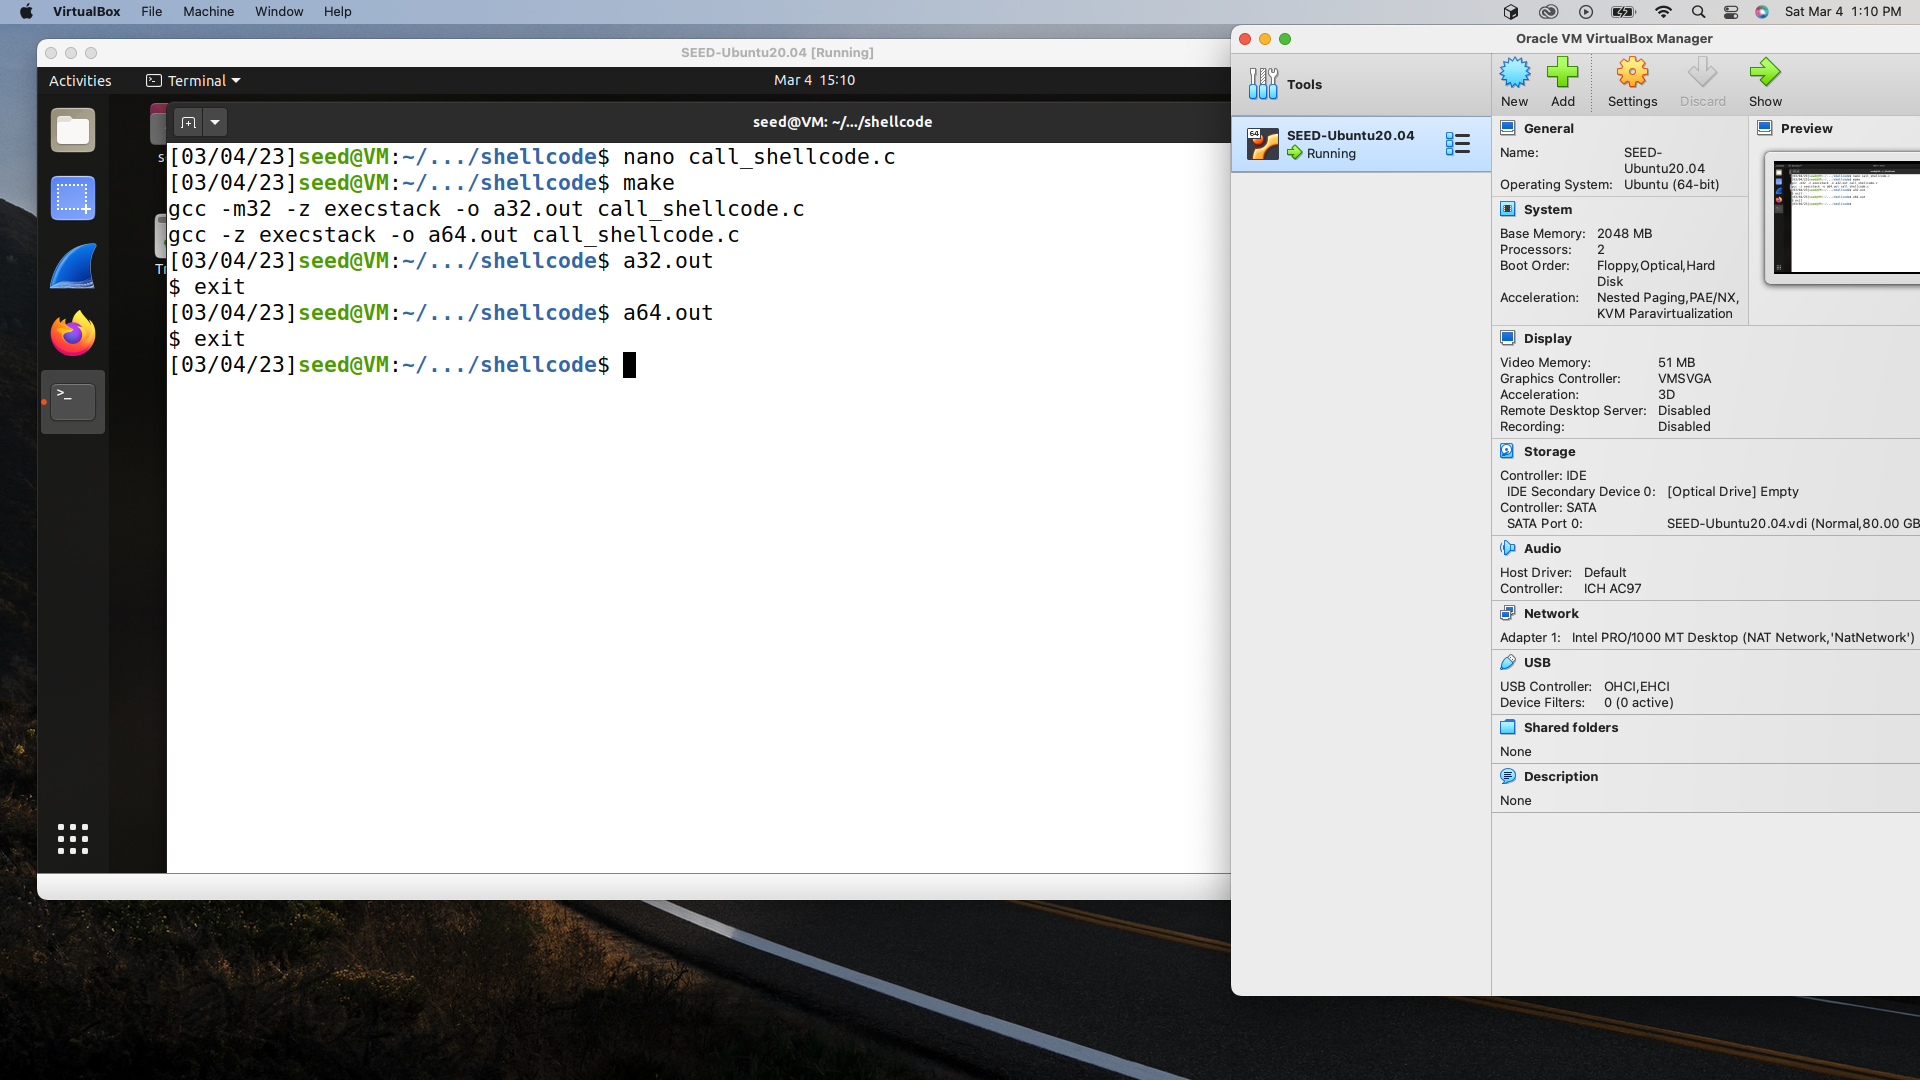 VirtualBox File Machine Window Help
Sat Mar 4 1:10 PM
SEED-Ubuntu20.04 [Running]
Activities Terminal
Mar 4 15:10
seed@VM: ~/.../shellcode
[03/04/23]seed@VM:~/.../shellcode$ nano call_shellcode.c
[03/04/23]seed@VM:~/.../shellcode$ make
gcc -m32 -z execstack -o a32.out call_shellcode.c
gcc -z execstack -o a64.out call_shellcode.c
[03/04/23]seed@VM:~/.../shellcode$ a32.out
$ exit
[03/04/23]seed@VM:~/.../shellcode$ a64.out
$ exit
[03/04/23]seed@VM:~/.../shellcode$
Oracle VM VirtualBox Manager
Tools
New Add Settings Discard Show
64
SEED-Ubuntu20.04
Running
General
Name: SEED-
Ubuntu20.04
Operating System: Ubuntu (64-bit)
Preview
System
Base Memory: 2048 MB
Processors: 2
Boot Order: Floppy,Optical,Hard
Disk
Acceleration: Nested Paging,PAE/NX,
KVM Paravirtualization
Display
Video Memory: 51 MB
Graphics Controller: VMSVGA
Acceleration: 3D
Remote Desktop Server: Disabled
Recording: Disabled
Storage
Controller: IDE
IDE Secondary Device 0: [Optical Drive] Empty
Controller: SATA
SATA Port 0: SEED-Ubuntu20.04.vdi (Normal,80.00 GB
Audio
Host Driver: Default
Controller: ICH AC97
Network
Adapter 1: Intel PRO/1000 MT Desktop (NAT Network,'NatNetwork')
USB
USB Controller: OHCI,EHCI
Device Filters: 0 (0 active)
Shared folders
None
Description
None